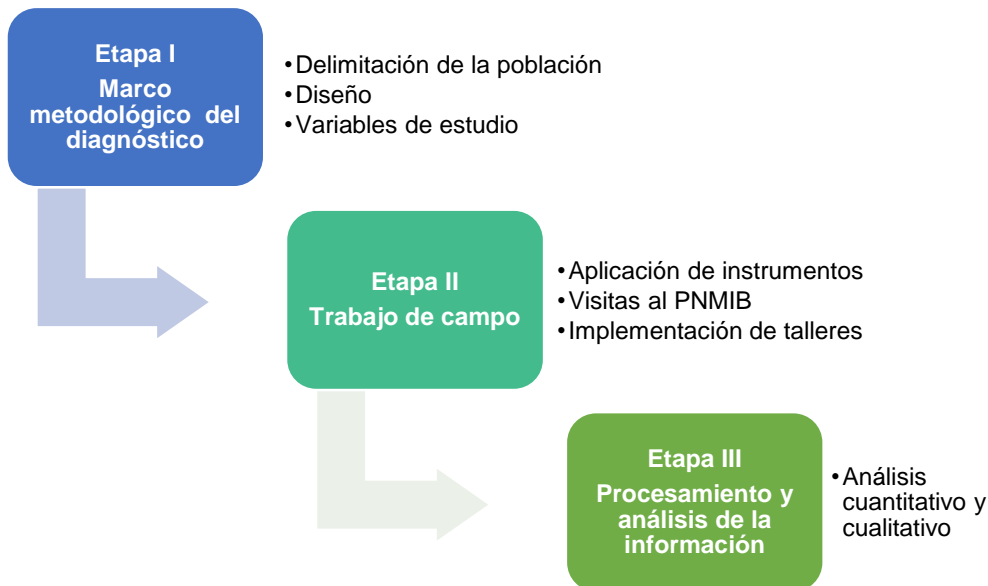 Etapa I
Marco
metodológico del
diagnóstico
•Delimitación de la población
•Diseño
•Variables de estudio
Etapa II
Trabajo de campo
•Aplicación de instrumentos
•Visitas al PNMIB
•Implementación de talleres
Etapa III
Procesamiento y
análisis de la
información
•Análisis
cuantitativo y
cualitativo